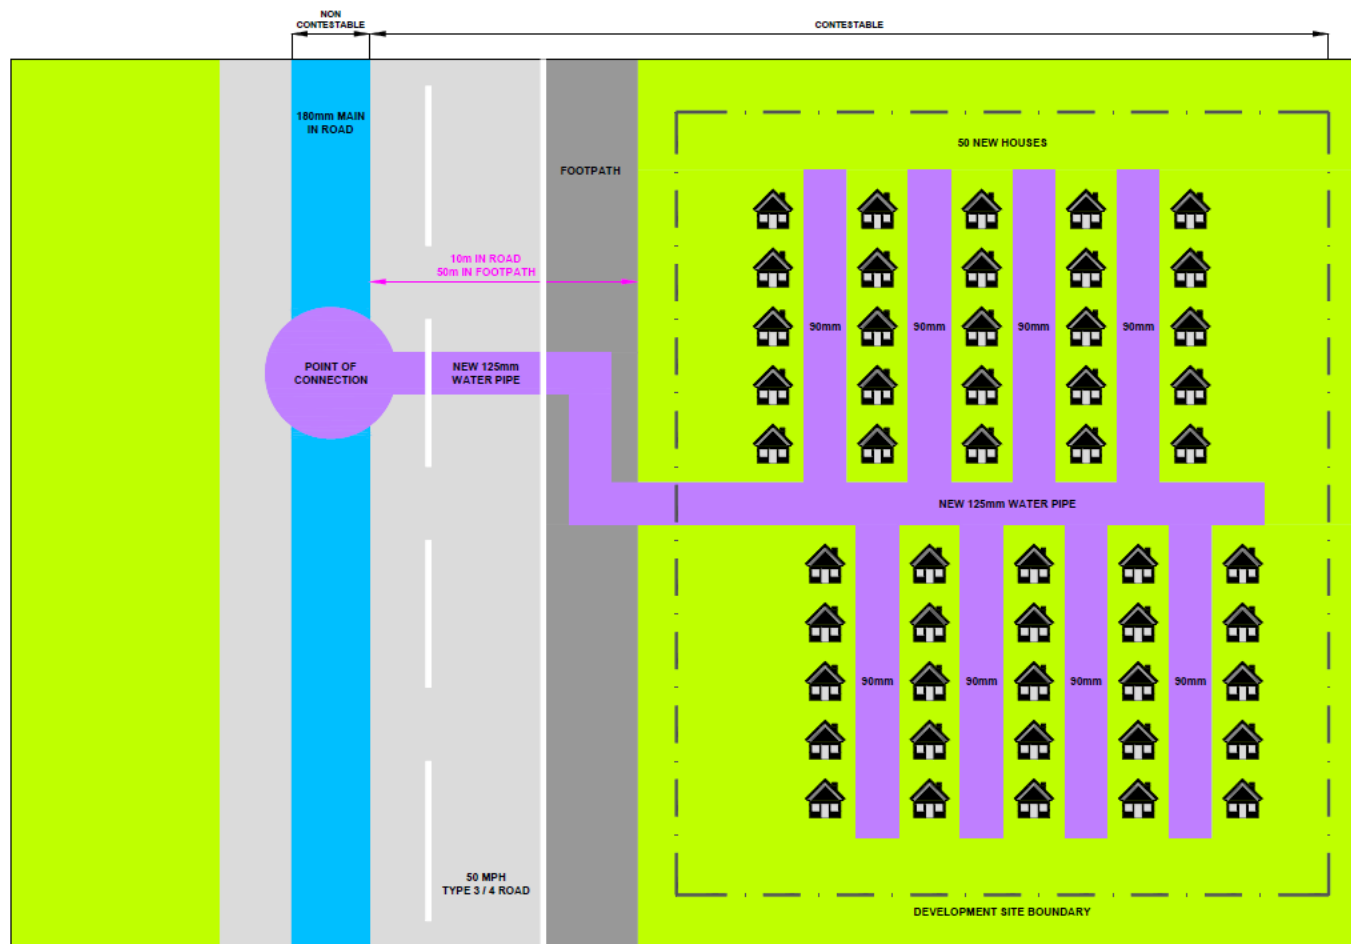 NON
CONTESTABLE
CONTESTABLE
180mm MAIN
IN ROAD
50 NEW HOUSES
FOOTPATH
10m IN ROAD
50m IN FOOTPATH
90mm
90mm
90mm
90mm
POINT OF
CONNECTION
NEW 125mm
WATER PIPE
NEW 125mm WATER PIPE
90mm
90mm
90mm
90mm
50 MPH
TYPE 3 / 4 ROAD
DEVELOPMENT SITE BOUNDARY